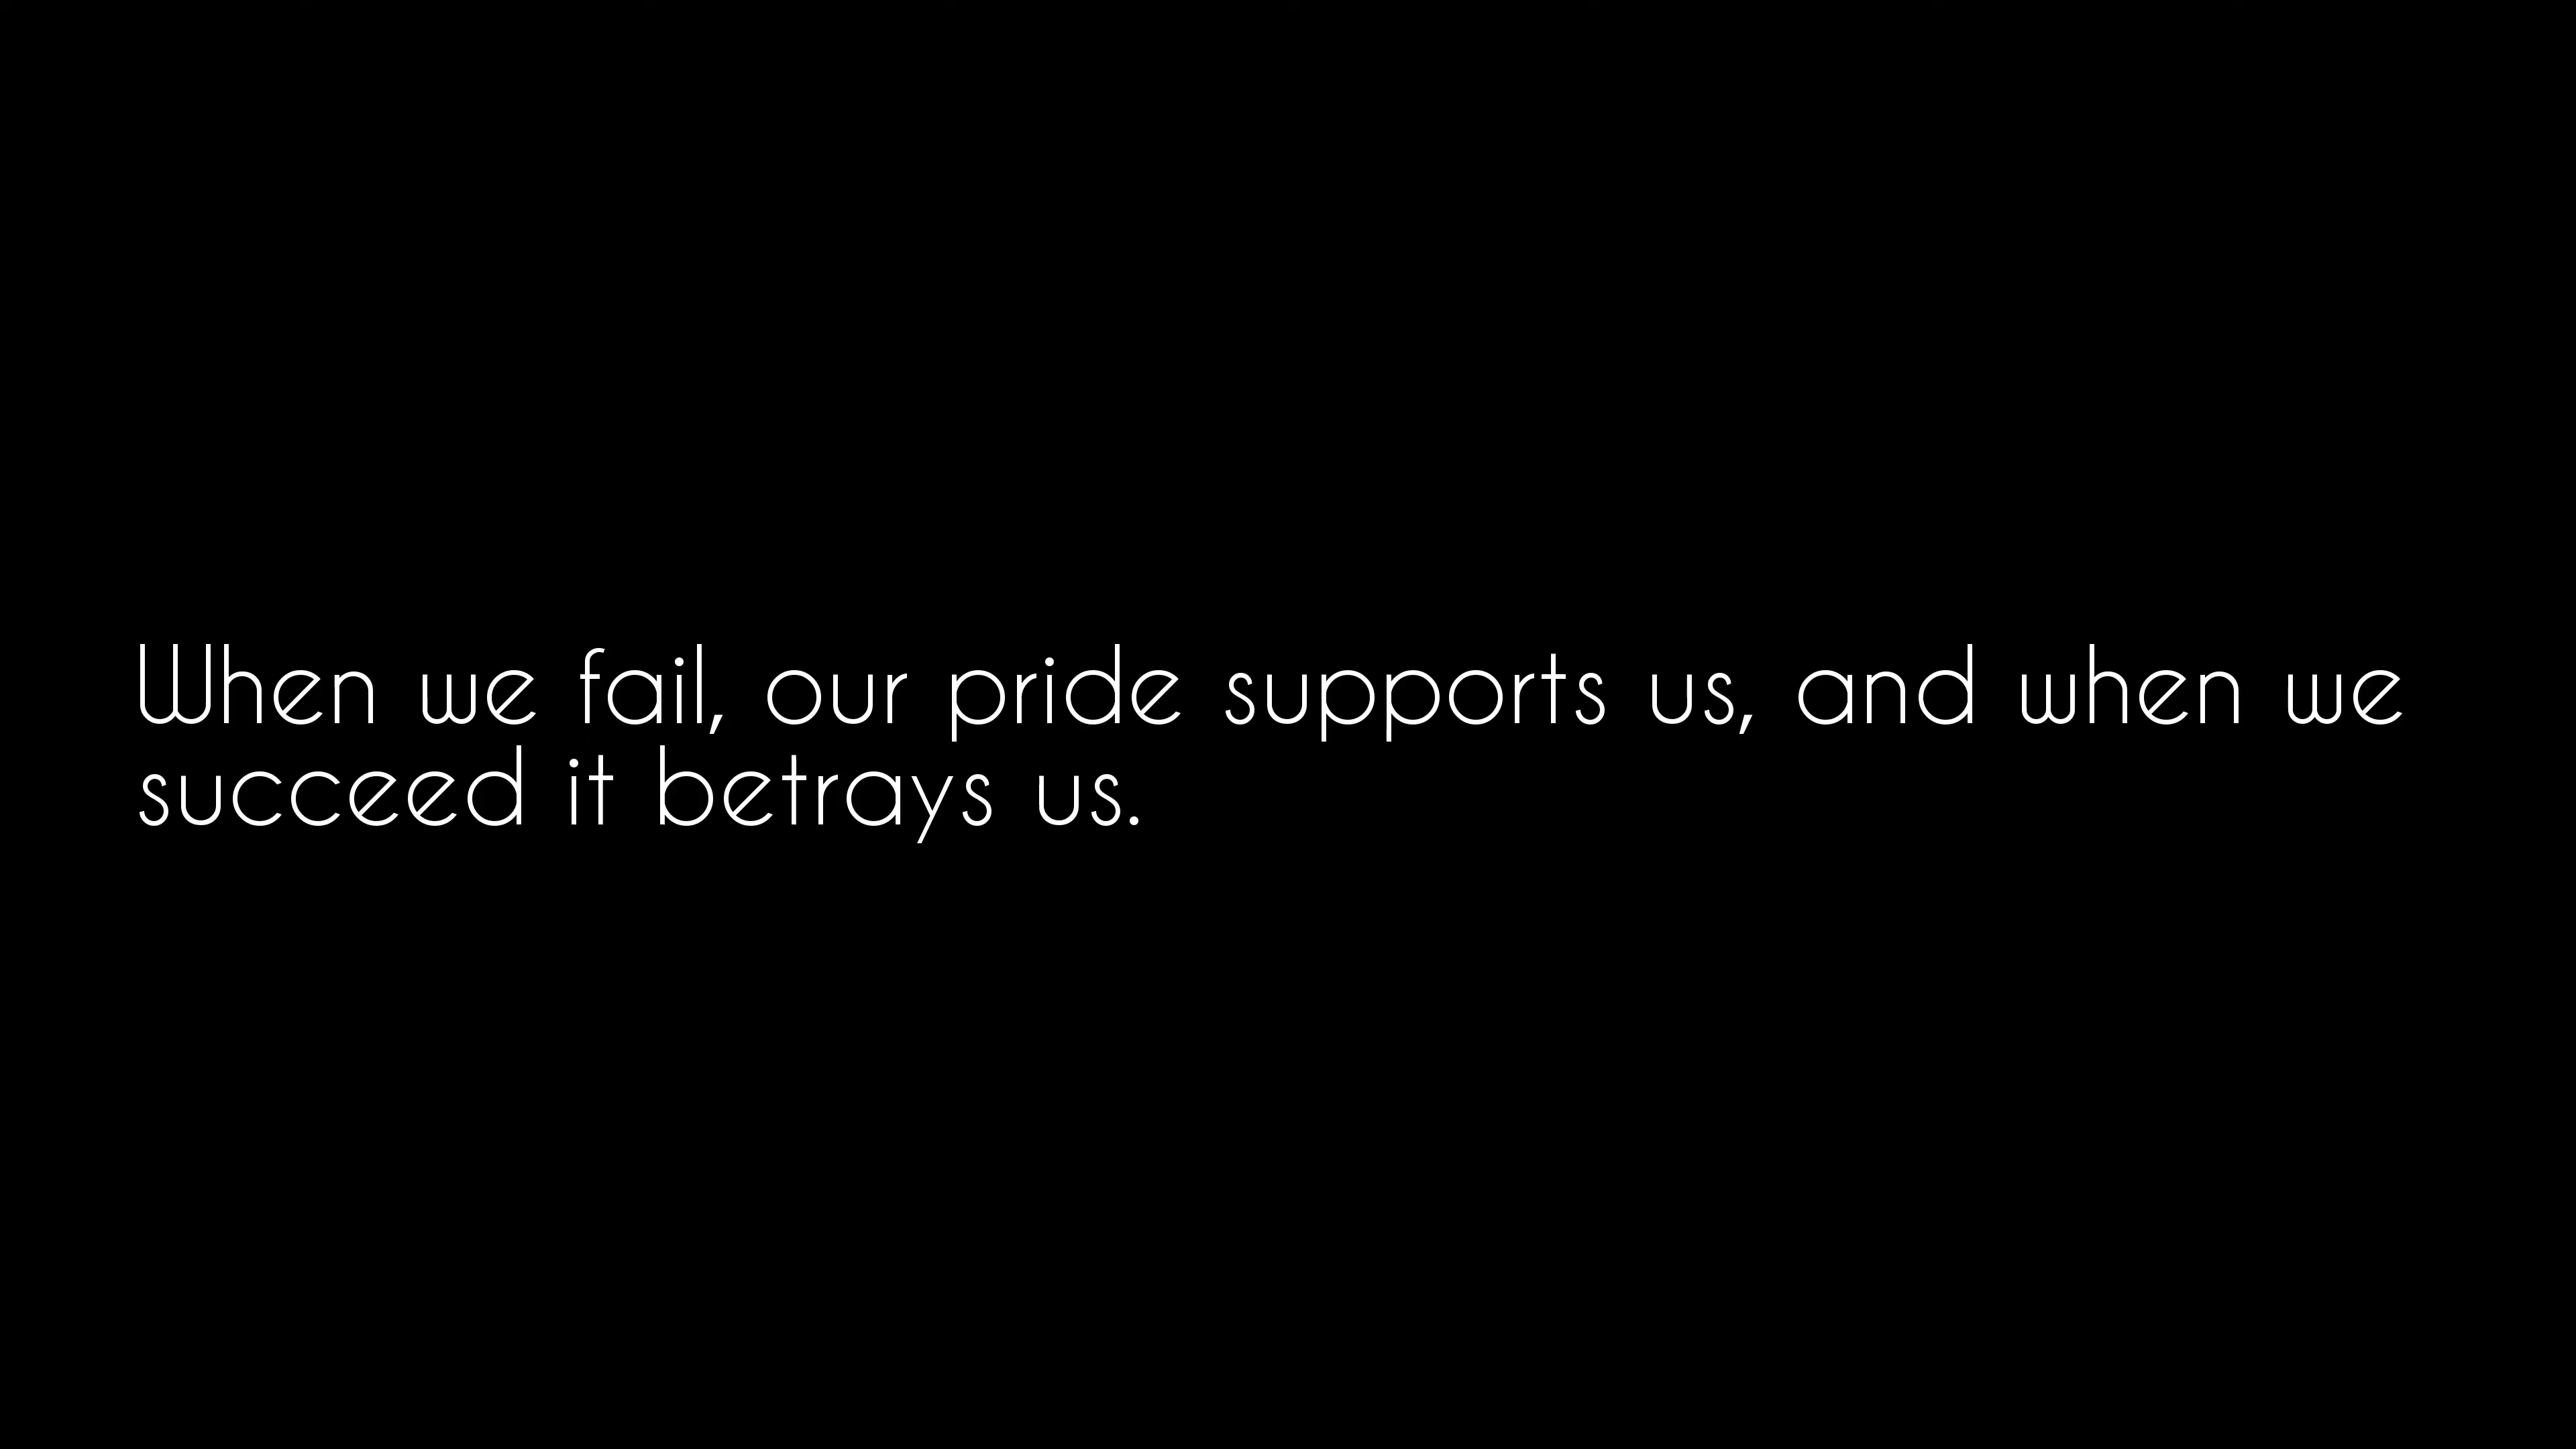 When we fail, our pride supports us, and when we
succeed it betrays us.